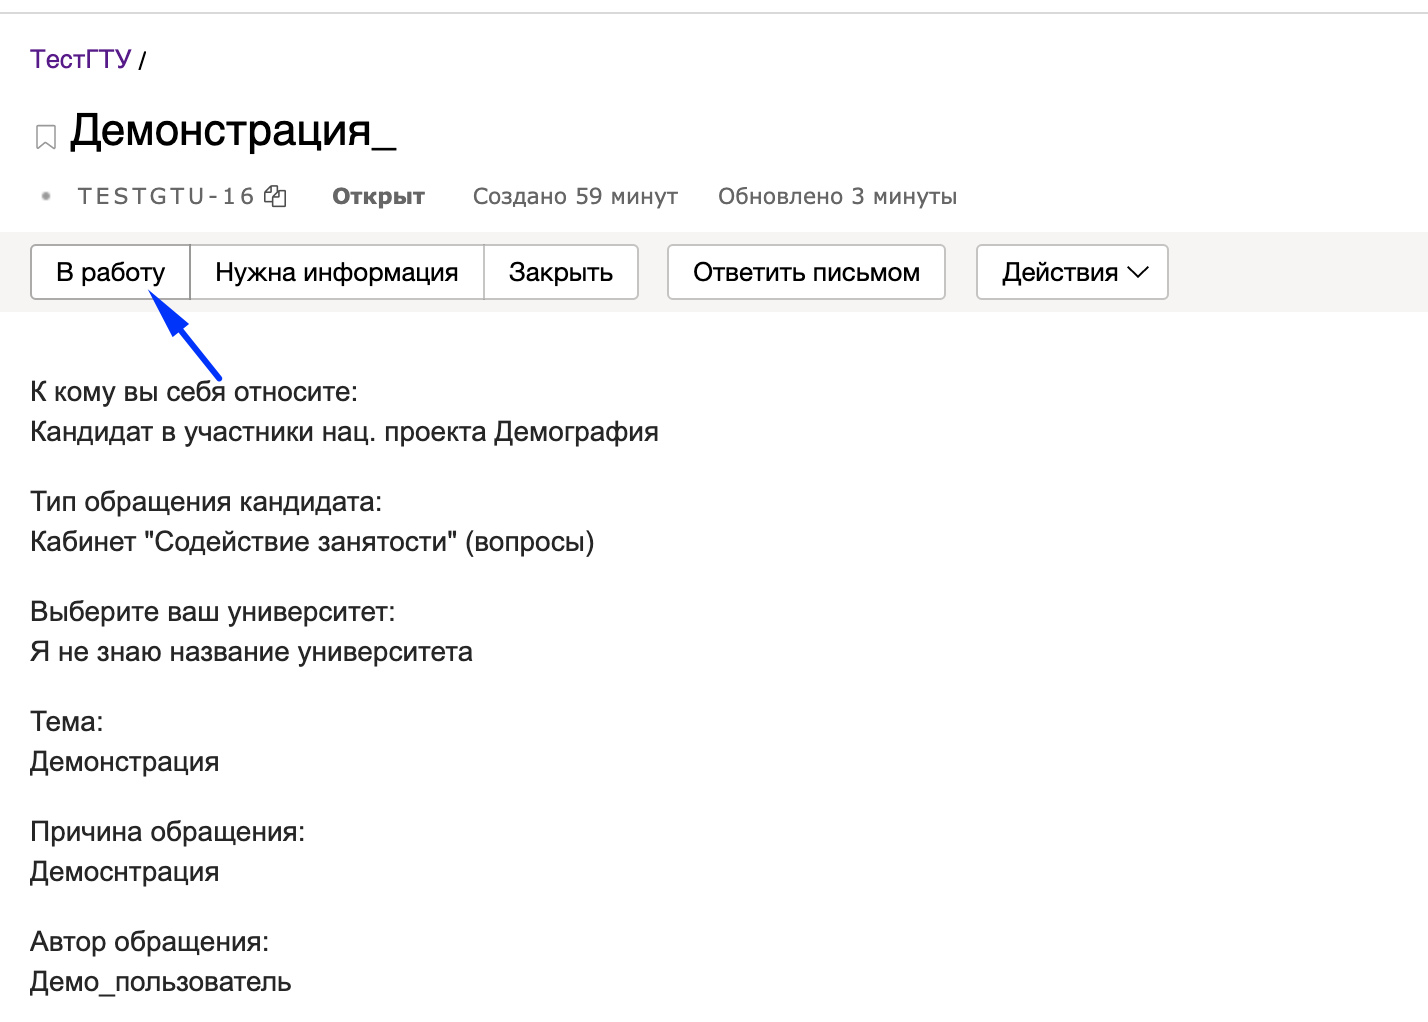 ТестГТУ /
Демонстрация_
TESTGTU-16 Открыт Создано 59 минут Обновлено 3 минуты
В работу Нужна информация Закрыть Ответить письмом Действия
К кому вы себя относите:
Кандидат в участники нац. проекта Демография
Тип обращения кандидата:
Кабинет "Содействие занятости" (вопросы)
Выберите ваш университет:
Я не знаю название университета
Тема:
Демонстрация
Причина обращения:
Демоснтрация
Автор обращения:
Демо_пользователь